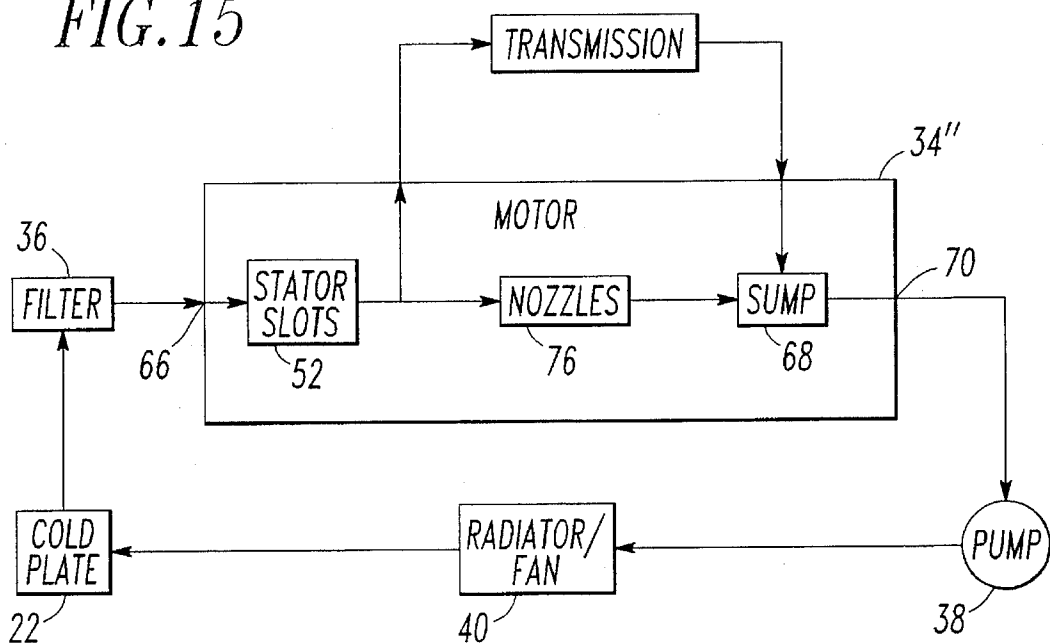 FIG. 15
TRANSMISSION
34"
MOTOR
36
FILTER
66
STATOR
SLOTS
52
NOZZLES
76
SUMP
68
70
COLD
PLATE
22
RADIATOR/
FAN
40
PUMP
38